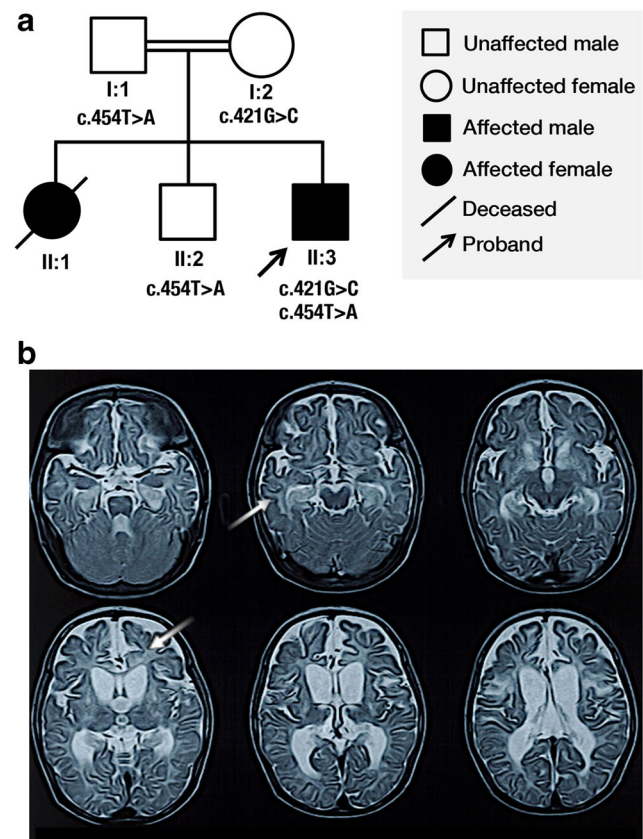 a
I:1
c.454T>A
I:2
c.421G>C
II:1
II:2
c.454T>A
II:3
c.421G>C
c.454T>A
Unaffected male
Unaffected female
Affected male
Affected female
Deceased
Proband
b